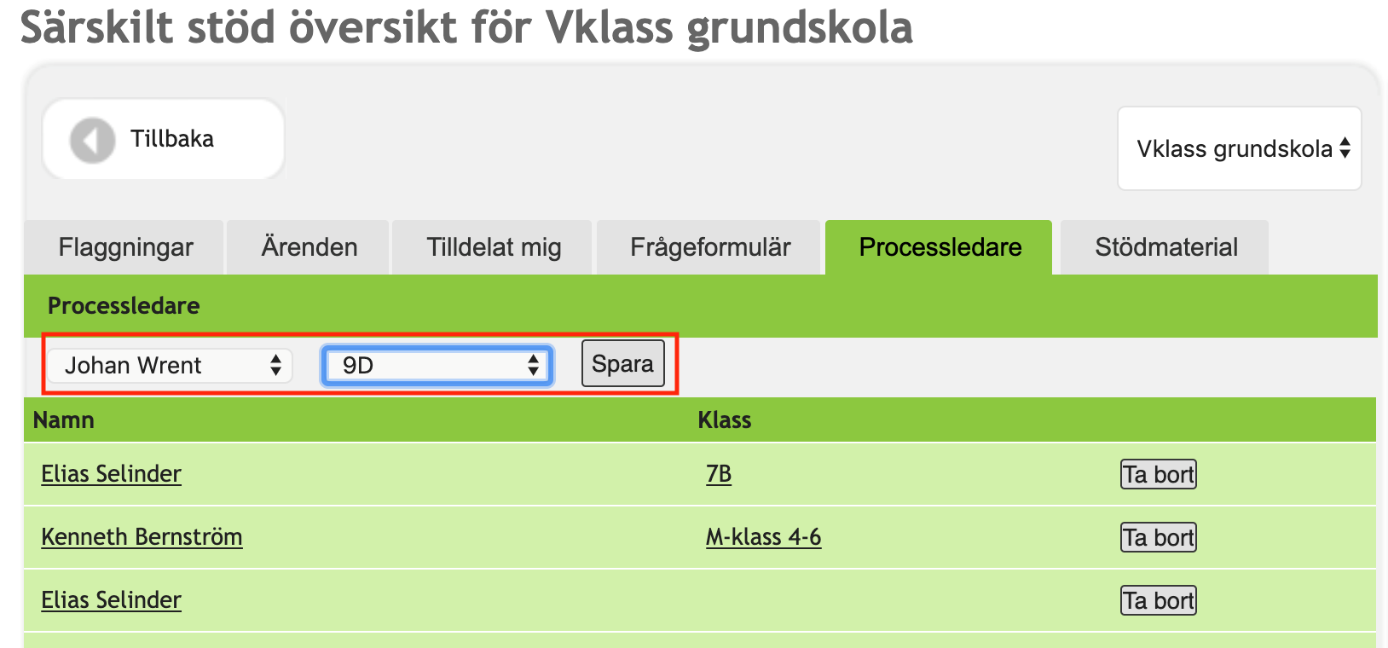 Särskilt stöd översikt för Vklass grundskola
Tillbaka
Vklass grundskola
Flaggningar Ärenden Tilldelat mig Frågeformulär Processledare Stödmaterial
Processledare
Johan Wrent 9D Spara
Namn Klass
Elias Selinder 7B Ta bort
Kenneth Bernström M-klass 4-6 Ta bort
Elias Selinder Ta bort